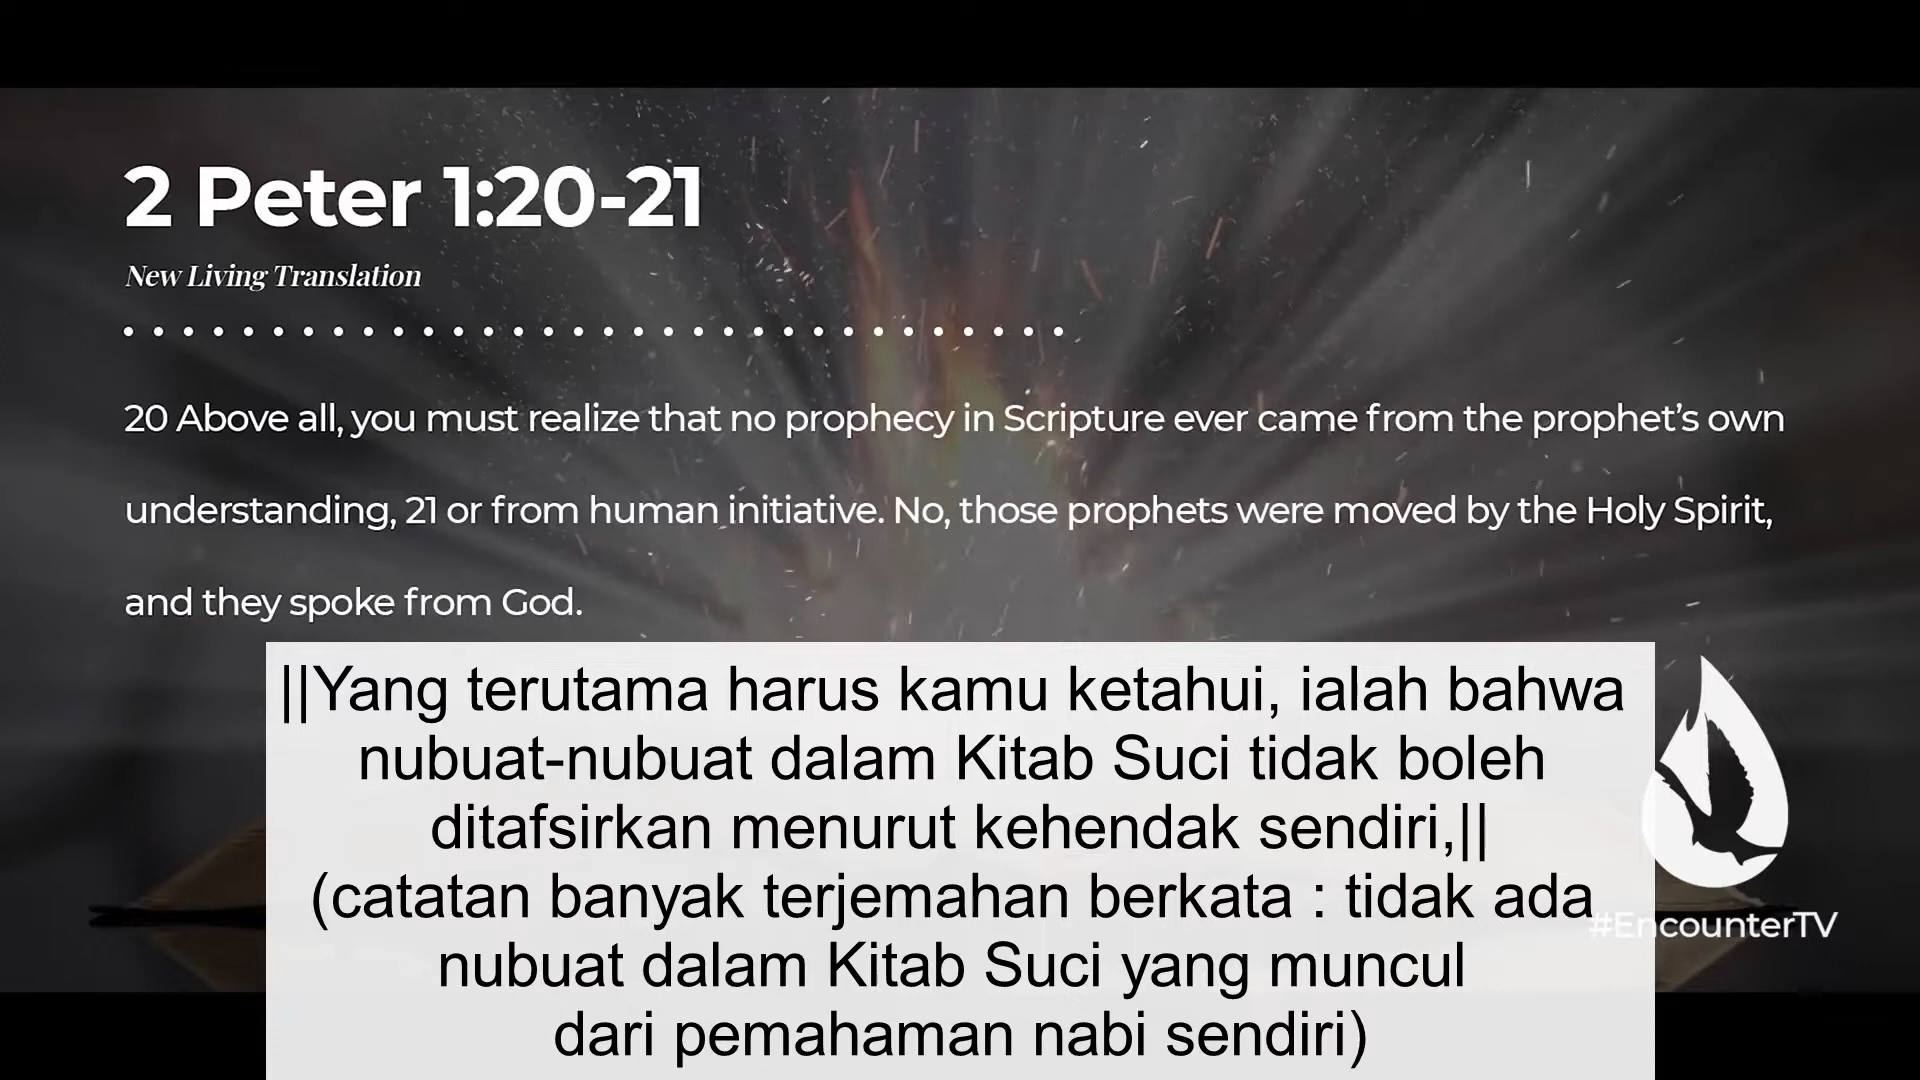 2 Peter 1:20-21
New Living Translation
20 Above all, you must realize that no prophecy in Scripture ever came from the prophet’s own
understanding, 21 or from human initiative. No, those prophets were moved by the Holy Spirit,
and they spoke from God.
||Yang terutama harus kamu ketahui, ialah bahwa
nubuat-nubuat dalam Kitab Suci tidak boleh
ditafsirkan menurut kehendak sendiri,||
(catatan banyak terjemahan berkata : tidak ada
nubuat dalam Kitab Suci yang muncul
dari pemahaman nabi sendiri)
#EncounterTV